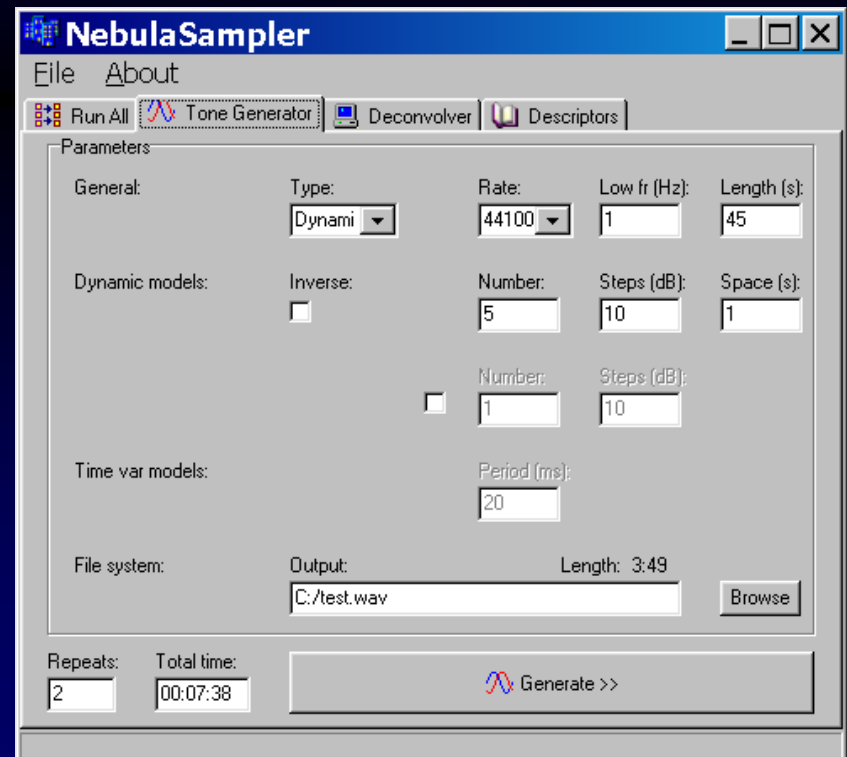 NebulaSampler
File About
Run All Tone Generator Deconvolver Descriptors
Parameters
General: Type: Rate: Low fr (Hz): Length (s):
Dynami 44100 1 45
Dynamic models: Inverse: Number: Steps (dB): Space (s):
5 10 1
Number: Steps (dB):
1 10
Time var models: Period (ms):
20
File system: Output: Length: 3:49
C:/test.wav Browse
Repeats: Total time:
2 00:07:38 Generate >>